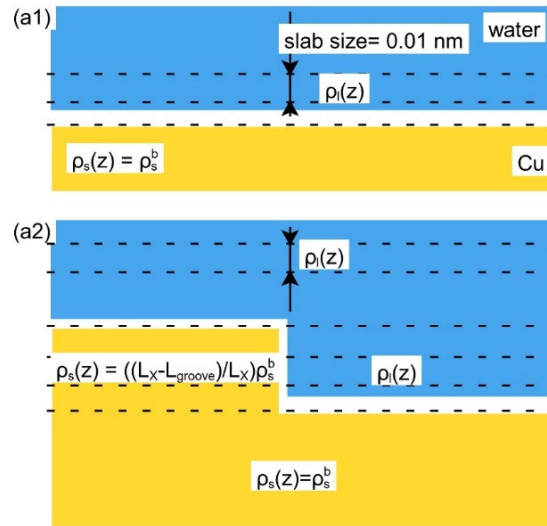 (a1)
water
slab size= 0.01 nm
ρₗ(z)
ρₛ(z) = ρₛᵇ
Cu
(a2)
ρₗ(z)
ρₛ(z) = ((Lₓ-L_groove)/Lₓ)ρₛᵇ
ρₗ(z)
ρₛ(z)=ρₛᵇ